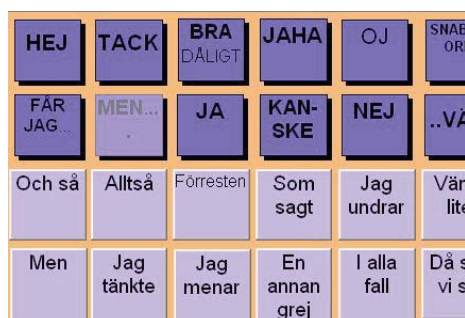 HEJ TACK BRA DÅLIGT JAHA OJ
FÅR JAG... MEN... . JA KAN- SKE NEJ
Och så Alltså Förresten Som sagt Jag undrar
Men Jag tänkte Jag menar En annan grej I alla fall